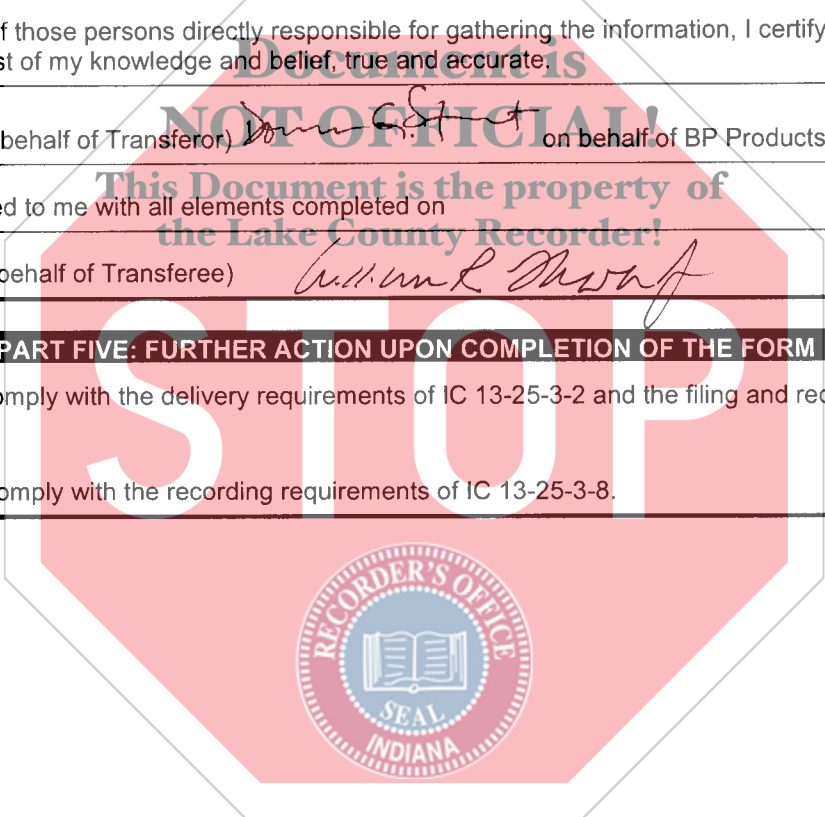 f those persons directly responsible for gathering the information, I certify
st of my knowledge and belief, true and accurate.
Document is
NOT OFFICIAL!
behalf of Transferor) on behalf of BP Products
This Document is the property of
ed to me with all elements completed on
the Lake County Recorder!
behalf of Transferee) William R
PART FIVE: FURTHER ACTION UPON COMPLETION OF THE FORM
omply with the delivery requirements of IC 13-25-3-2 and the filing and rec
STOP
omply with the recording requirements of IC 13-25-3-8.
RECORDER'S OFFICE
SEAL
INDIANA